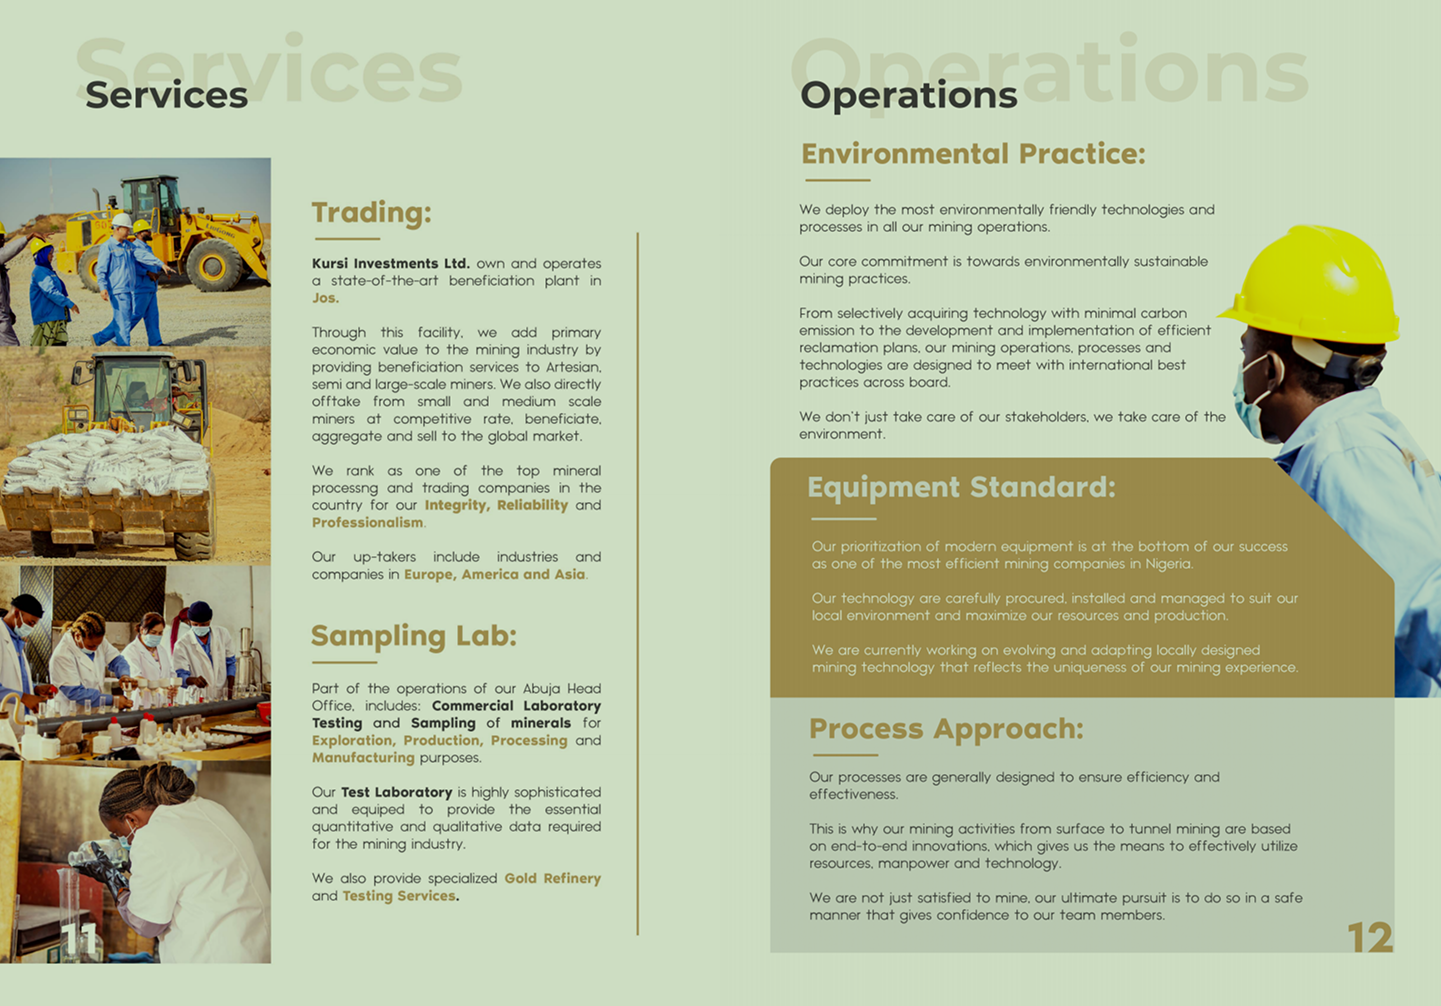 Services
Services
Trading:
Kursi Investments Ltd. own and operates
a state-of-the-art beneficiation plant in
Jos.
Through this facility, we add primary
economic value to the mining industry by
providing beneficiation services to Artesian,
semi and large-scale miners. We also directly
offtake from small and medium scale
miners at competitive rate, beneficiate,
aggregate and sell to the global market.
We rank as one of the top mineral
processng and trading companies in the
country for our Integrity, Reliability and
Professionalism.
Our up-takers include industries and
companies in Europe, America and Asia.
Sampling Lab:
Part of the operations of our Abuja Head
Office, includes: Commercial Laboratory
Testing and Sampling of minerals for
Exploration, Production, Processing and
Manufacturing purposes.
Our Test Laboratory is highly sophisticated
and equiped to provide the essential
quantitative and qualitative data required
for the mining industry.
We also provide specialized Gold Refinery
and Testing Services.
11
Operations
Operations
Environmental Practice:
We deploy the most environmentally friendly technologies and
processes in all our mining operations.
Our core commitment is towards environmentally sustainable
mining practices.
From selectively acquiring technology with minimal carbon
emission to the development and implementation of efficient
reclamation plans, our mining operations, processes and
technologies are designed to meet with international best
practices across board.
We don't just take care of our stakeholders, we take care of the
environment.
Equipment Standard:
Our prioritization of modern equipment is at the bottom of our success
as one of the most efficient mining companies in Nigeria.
Our technology are carefully procured, installed and managed to suit our
local environment and maximize our resources and production.
We are currently working on evolving and adapting locally designed
mining technology that reflects the uniqueness of our mining experience.
Process Approach:
Our processes are generally designed to ensure efficiency and
effectiveness.
This is why our mining activities from surface to tunnel mining are based
on end-to-end innovations, which gives us the means to effectively utilize
resources, manpower and technology.
We are not just satisfied to mine, our ultimate pursuit is to do so in a safe
manner that gives confidence to our team members.
12